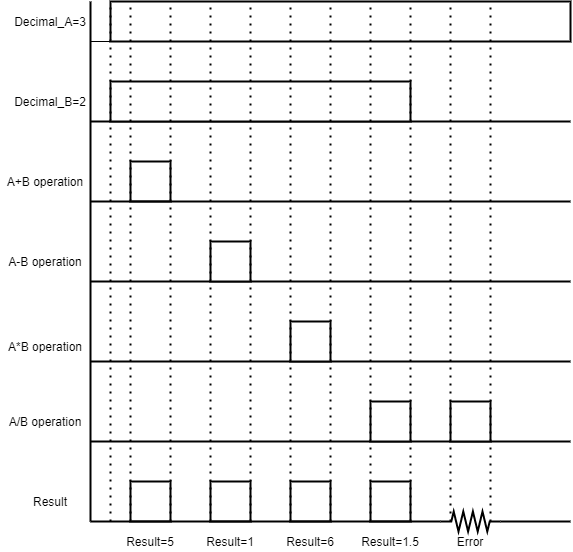 Decimal_A=3
Decimal_B=2
A+B operation
A-B operation
A*B operation
A/B operation
Result
Result=5 Result=1 Result=6 Result=1.5 Error